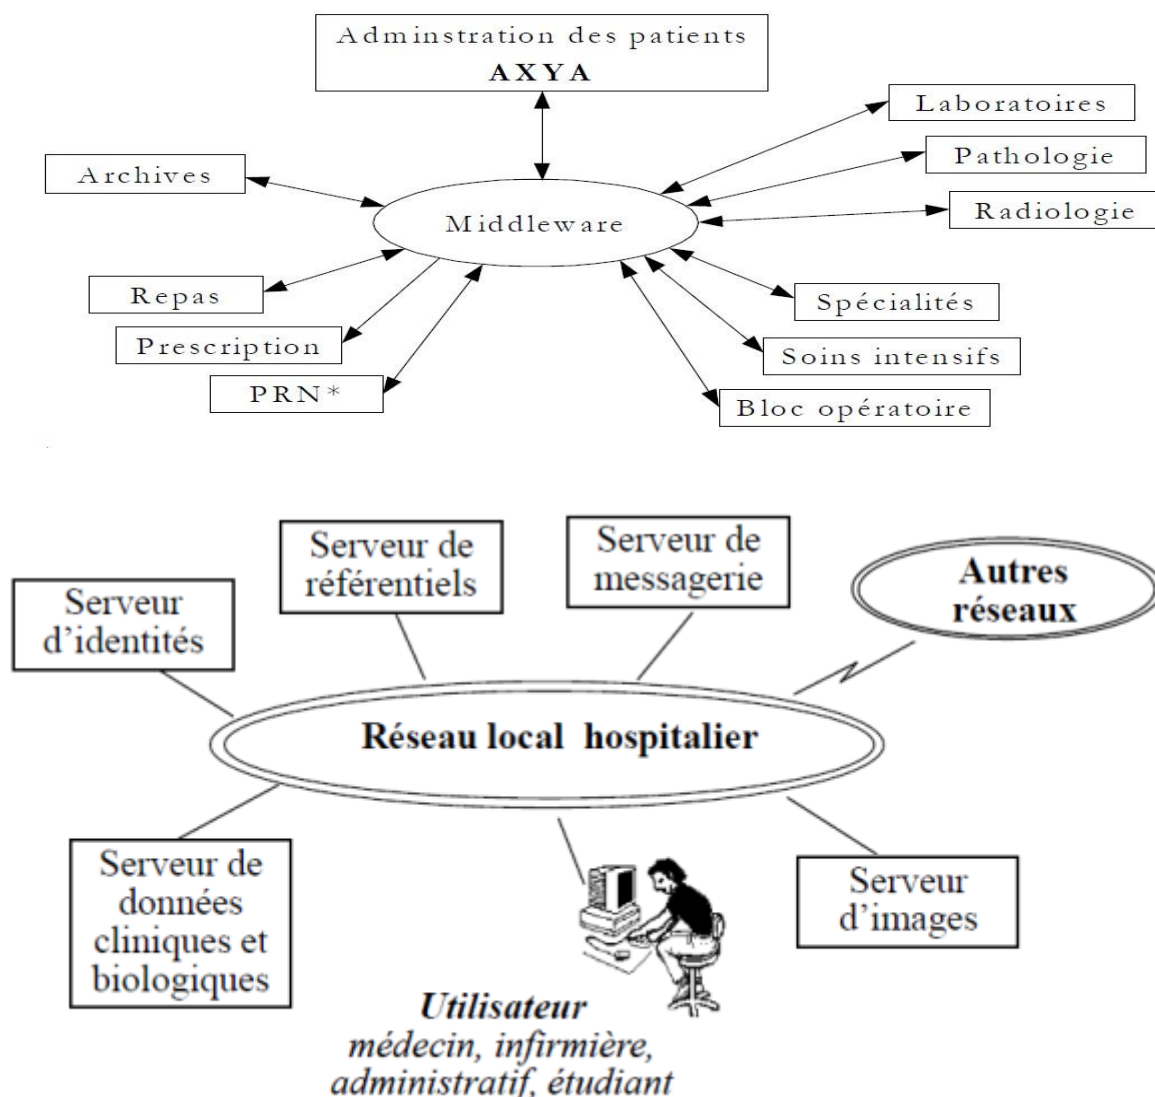 Adminstration des patients
AXYA
Laboratoires
Pathologie
Archives
Radiologie
Middleware
Repas
Spécialités
Prescription
Soins intensifs
PRN*
Bloc opératoire
Serveur de
référentiels
Serveur de
messagerie
Autres
réseaux
Serveur
d’identités
Réseau local hospitalier
Serveur de
données
cliniques et
biologiques
Serveur
d’images
Utilisateur
médecin, infirmière,
administratif, étudiant